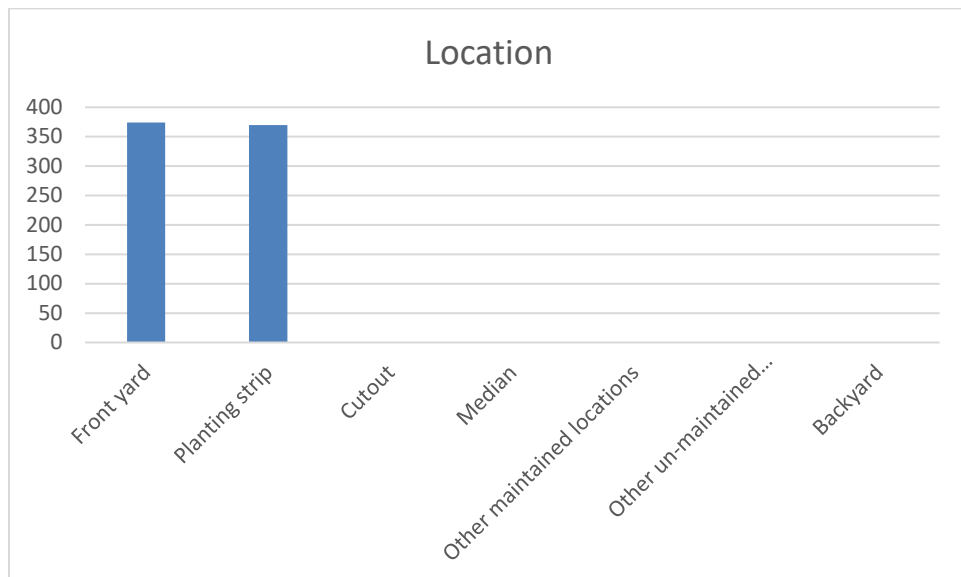 Location
400
350
300
250
200
150
100
50
0
Front yard
Planting strip
Cutout
Median
Other maintained locations
Other un-maintained...
Backyard